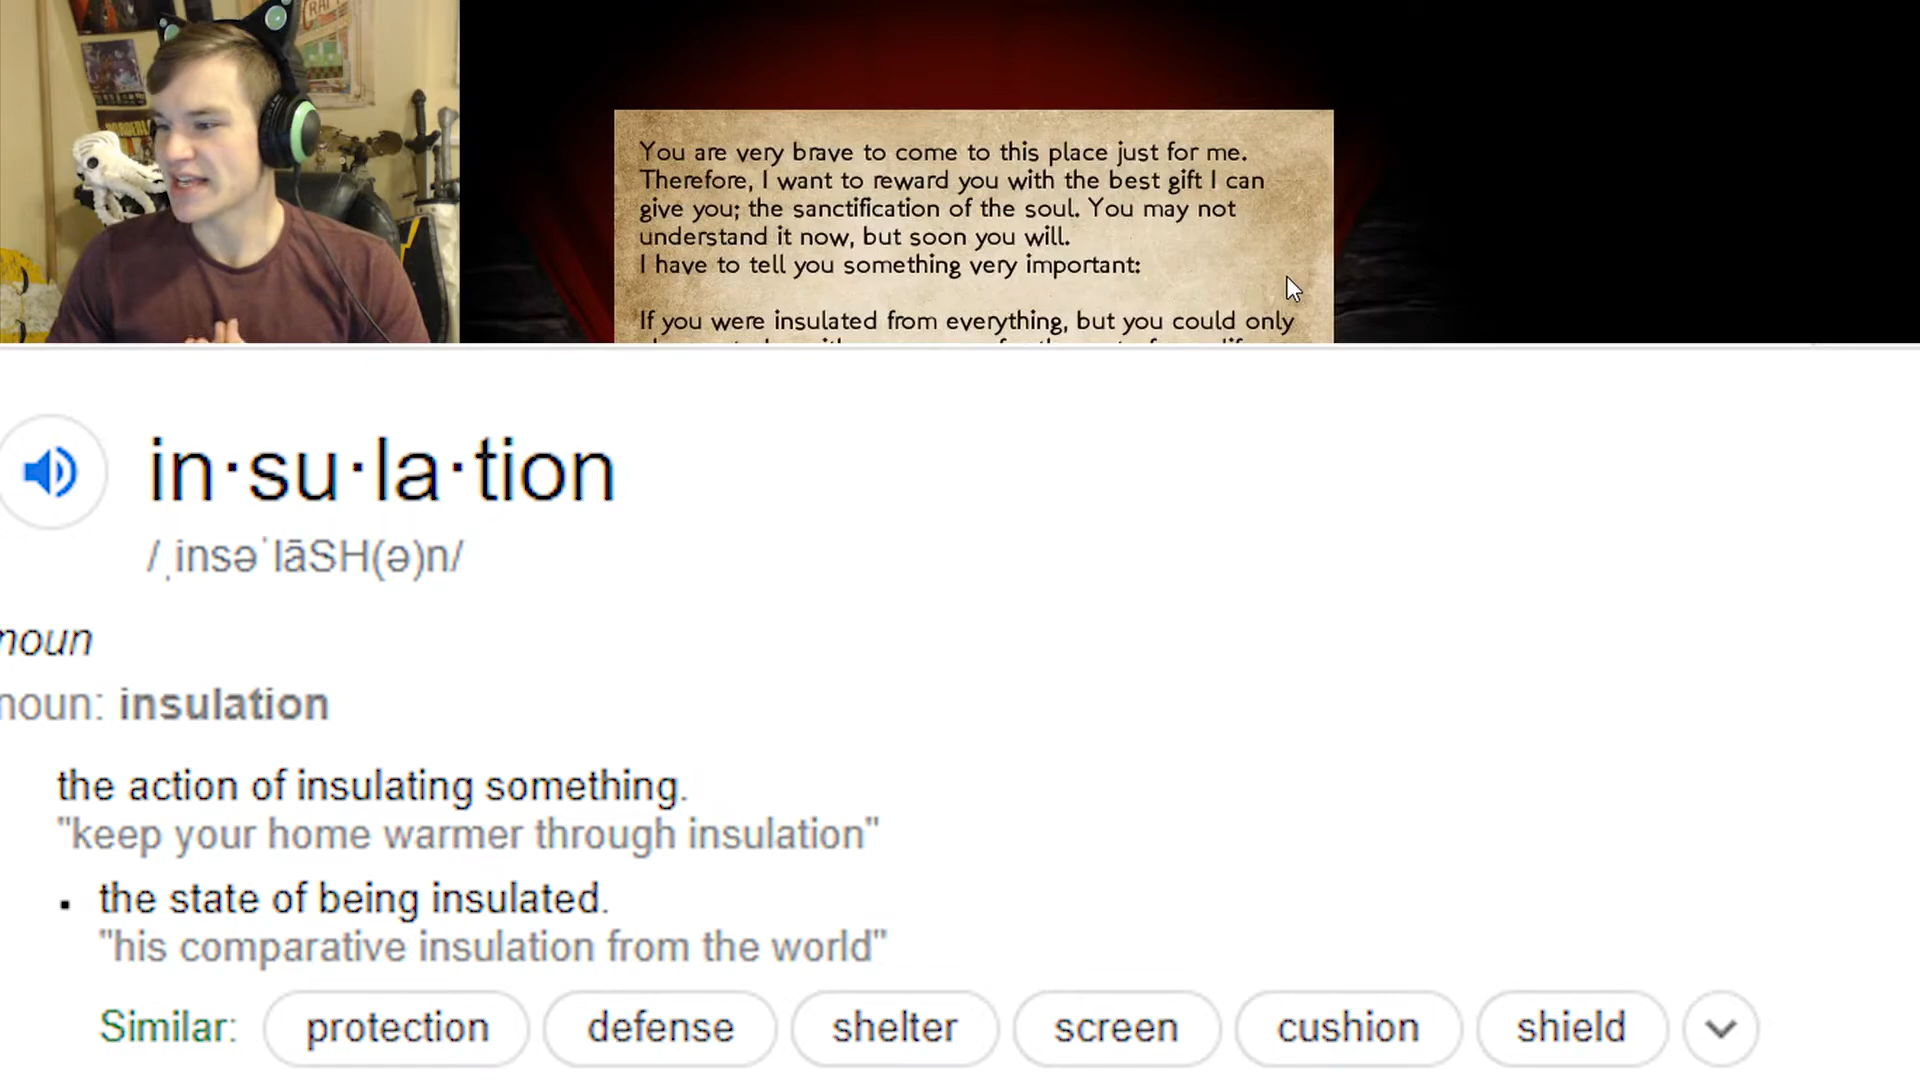 You are very brave to come to this place just for me.
Therefore, I want to reward you with the best gift I can
give you; the sanctification of the soul. You may not
understand it now, but soon you will.
I have to tell you something very important:
If you were insulated from everything, but you could only
in·su·la·tion
/ˌinsəˈlāSH(ə)n/
noun
noun: insulation
the action of insulating something.
"keep your home warmer through insulation"
▪ the state of being insulated.
"his comparative insulation from the world"
Similar: protection defense shelter screen cushion shield